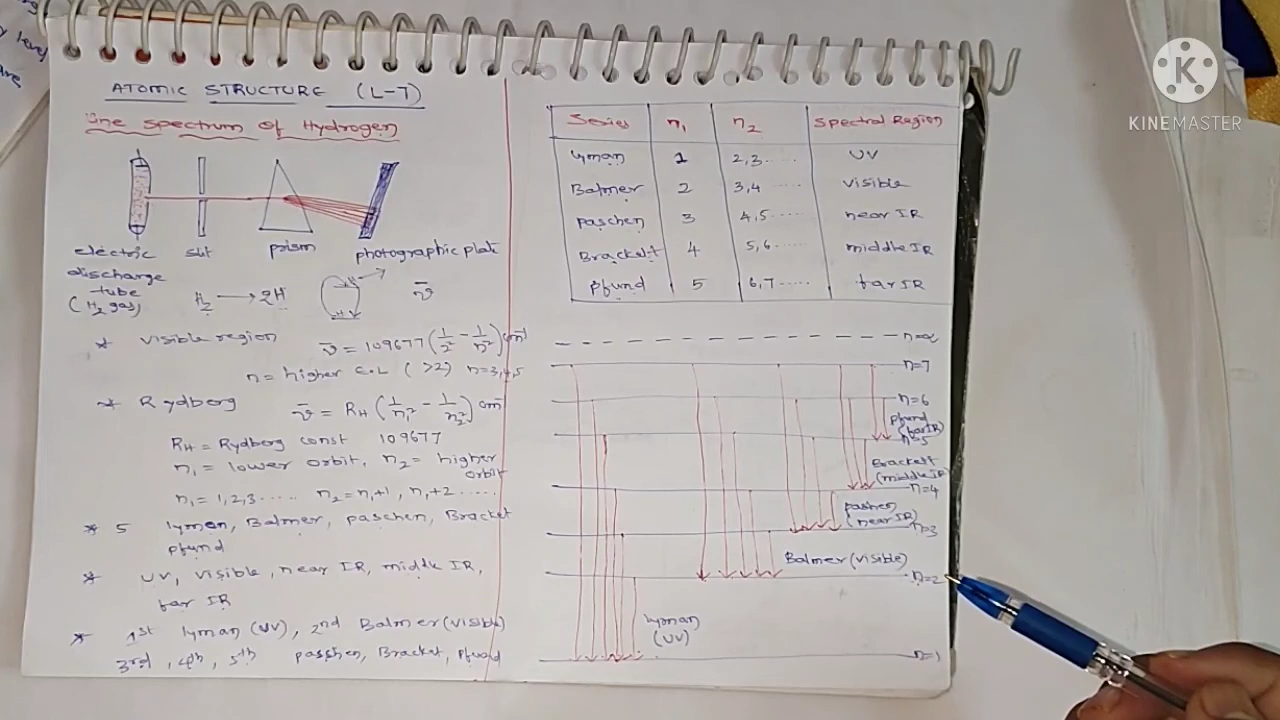 ATOMIC STRUCTURE (L-7)
line spectrum of Hydrogen
electric discharge tube (H₂ gas)
slit
prism
photographic plate
H₂ → 2H
ν̄
* visible region ν̄ = 109677 (1/2² - 1/n²) cm⁻¹
n = higher E.L (>2) n=3,4,5
* Rydberg ν̄ = R_H (1/n₁² - 1/n₂²) cm⁻¹
R_H = Rydberg const 109677
n₁ = lower orbit, n₂ = higher
orbit
n₁ = 1,2,3 ..... n₂ = n₁+1, n₁+2 .....
* 5 lyman, Balmer, paschen, Bracket
pfund
* UV, visible, near IR, middle IR,
far IR
* 1st lyman (UV), 2nd Balmer (visible)
3rd, 4th, 5th paschen, Bracket, pfund
Series n₁ n₂ Spectral Region
lyman 1 2,3..... UV
Balmer 2 3,4 ..... visible
paschen 3 4,5..... near IR
Brackett 4 5,6..... middle IR
pfund 5 6,7..... far IR
n=∝
n=7
n=6
pfund
(far IR)
n=5
Brackett
(middle IR)
n=4
pashen
(near IR)
n=3
Balmer (visible)
n=2
lyman
(UV)
n=1
K
KINEMASTER